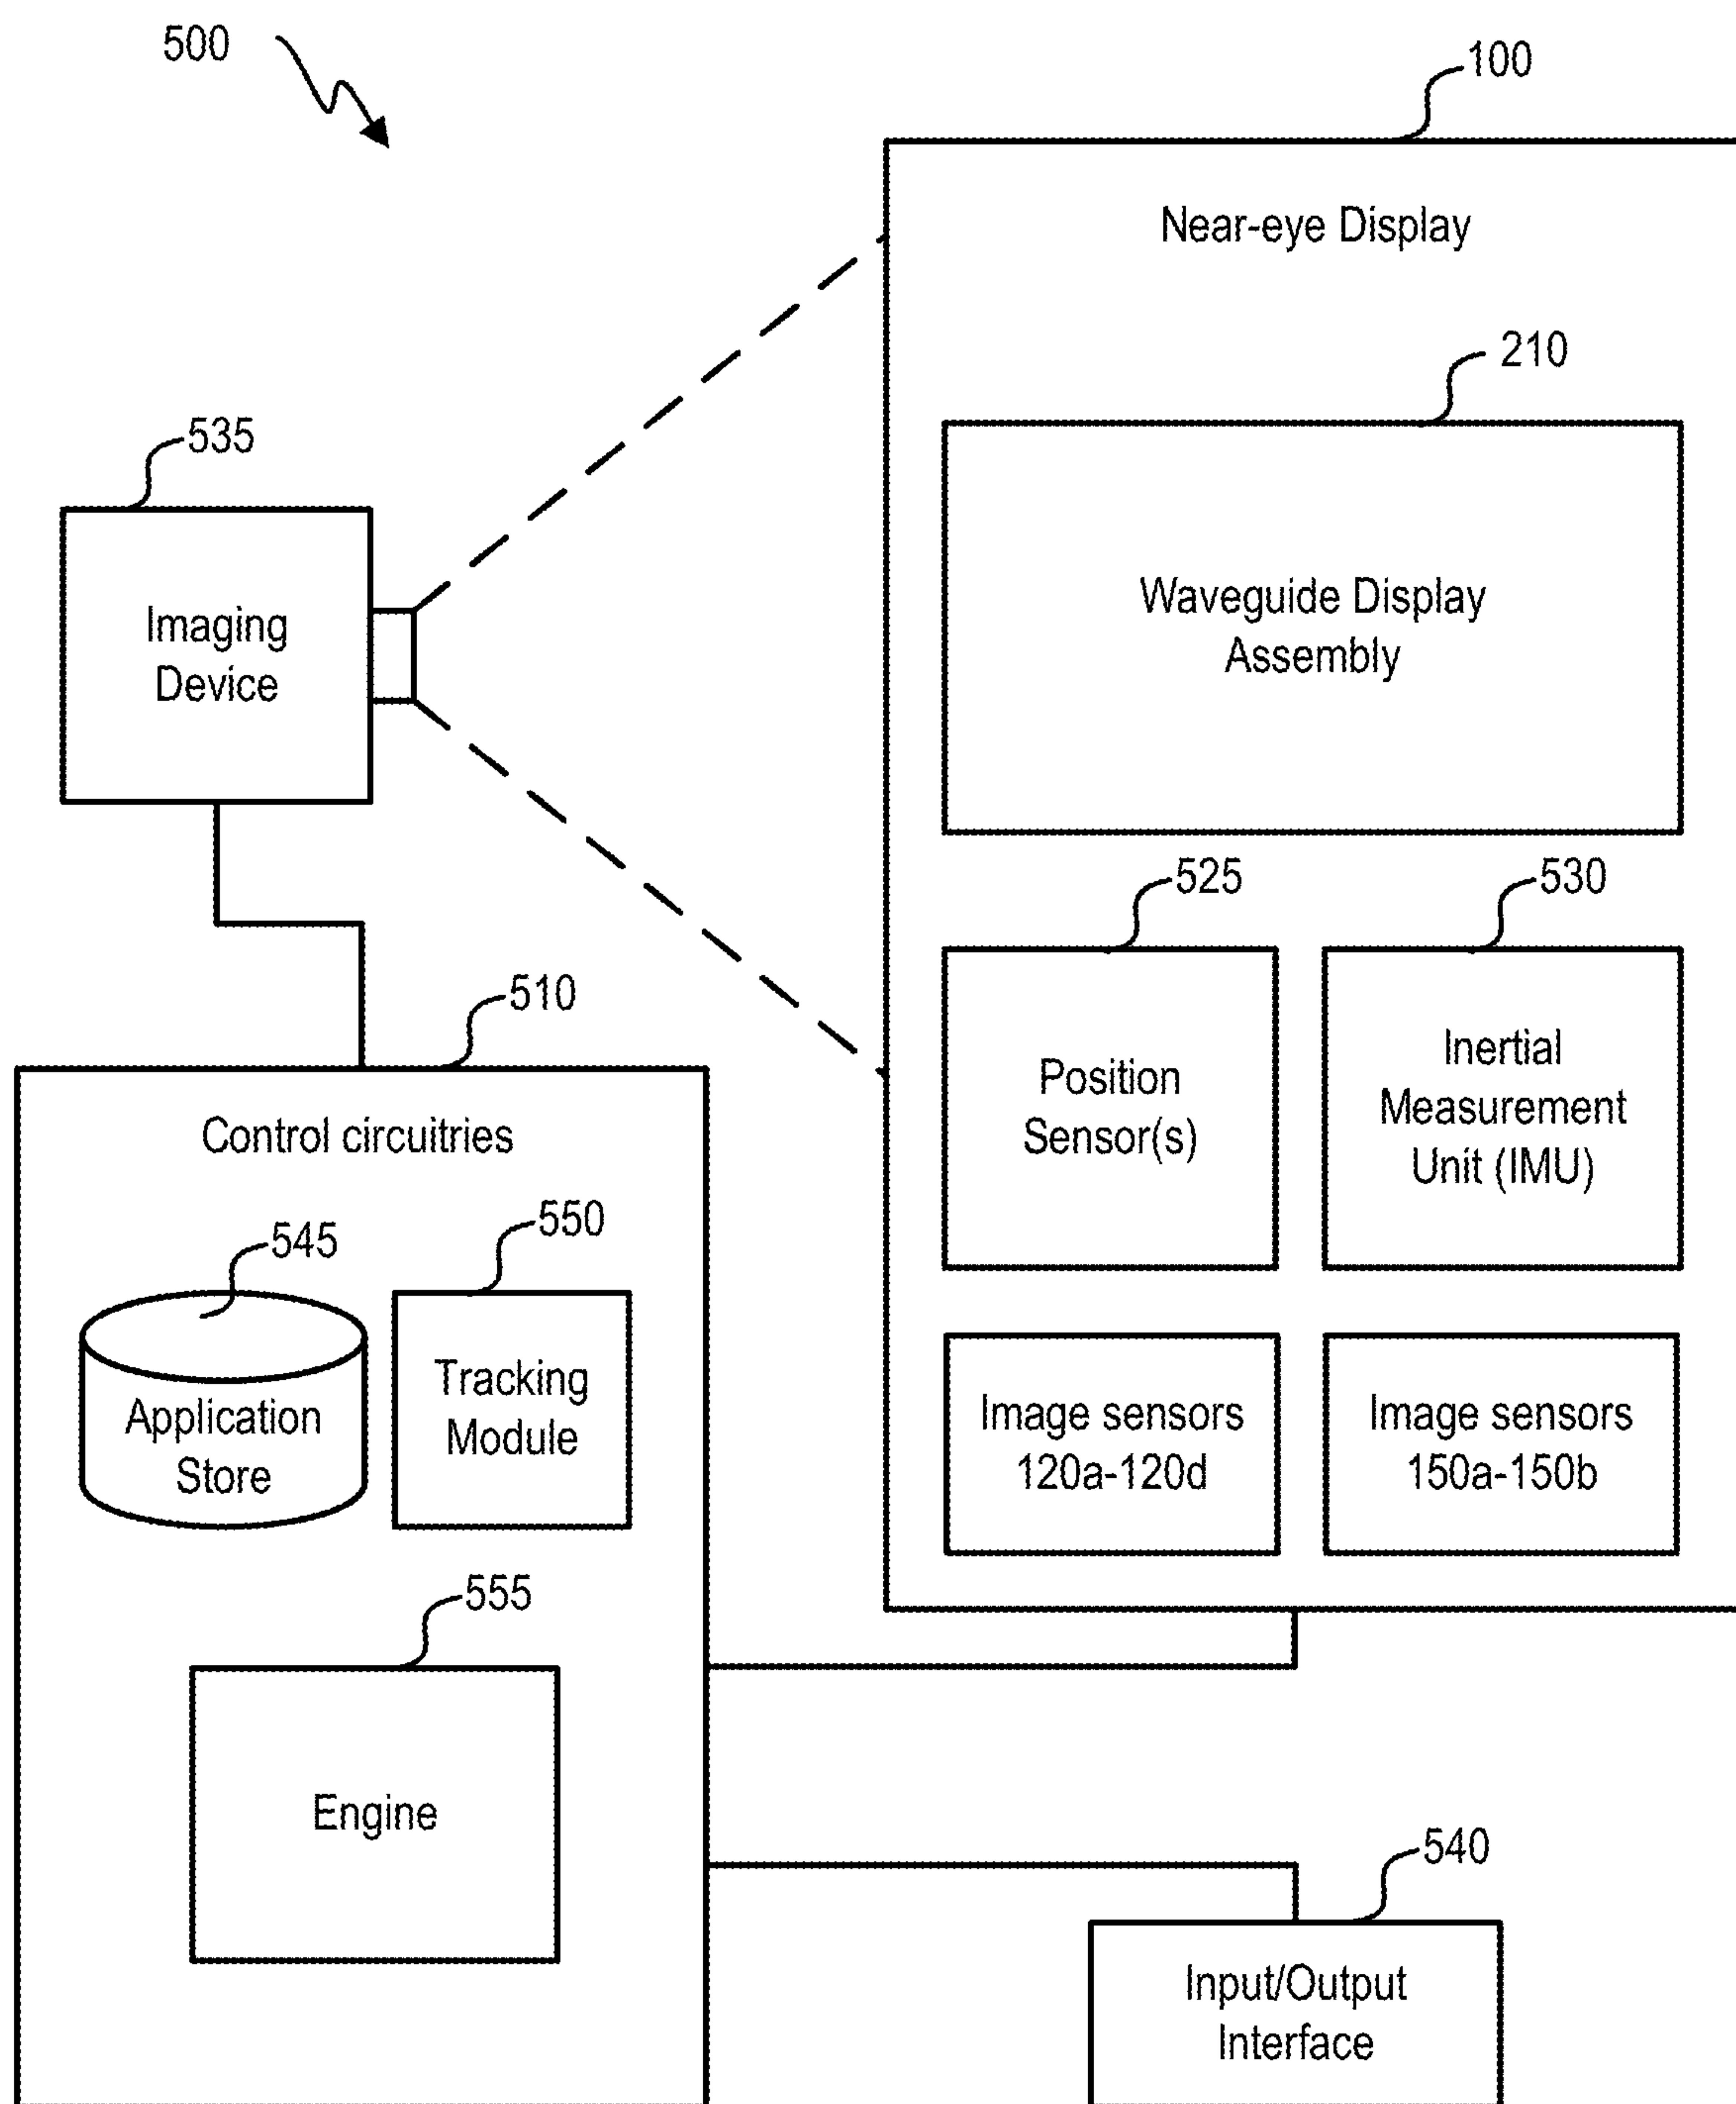 500
100
Near-eye Display
210
Waveguide Display
Assembly
535
Imaging
Device
525
530
Position
Sensor(s)
Inertial
Measurement
Unit (IMU)
510
Control circuitries
545
550
Application
Store
Tracking
Module
Image sensors
120a-120d
Image sensors
150a-150b
555
Engine
540
Input/Output
Interface